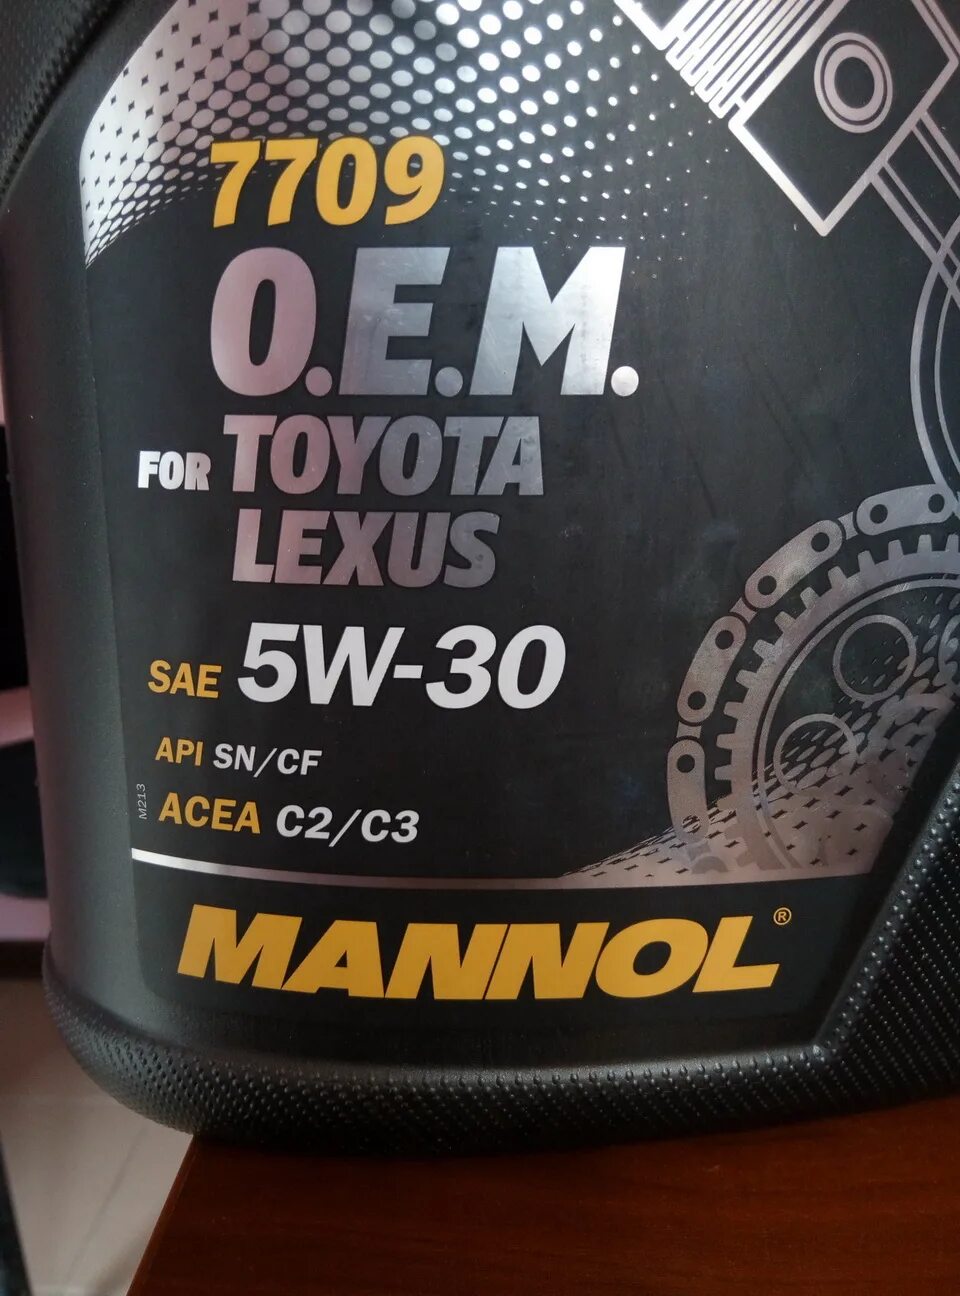 7709
O.E.M.
FOR TOYOTA
LEXUS
SAE 5W-30
API SN/CF
ACEA C2/C3
M213
MANNOL®